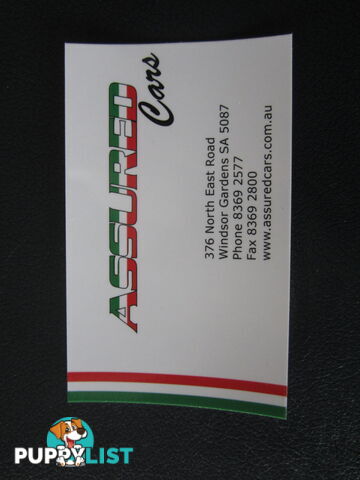 ASSURED
Cars
376 North East Road
Windsor Gardens SA 5087
Phone 8369 2577
Fax 8369 2800
www.assuredcars.com.au
PUPPYLIST